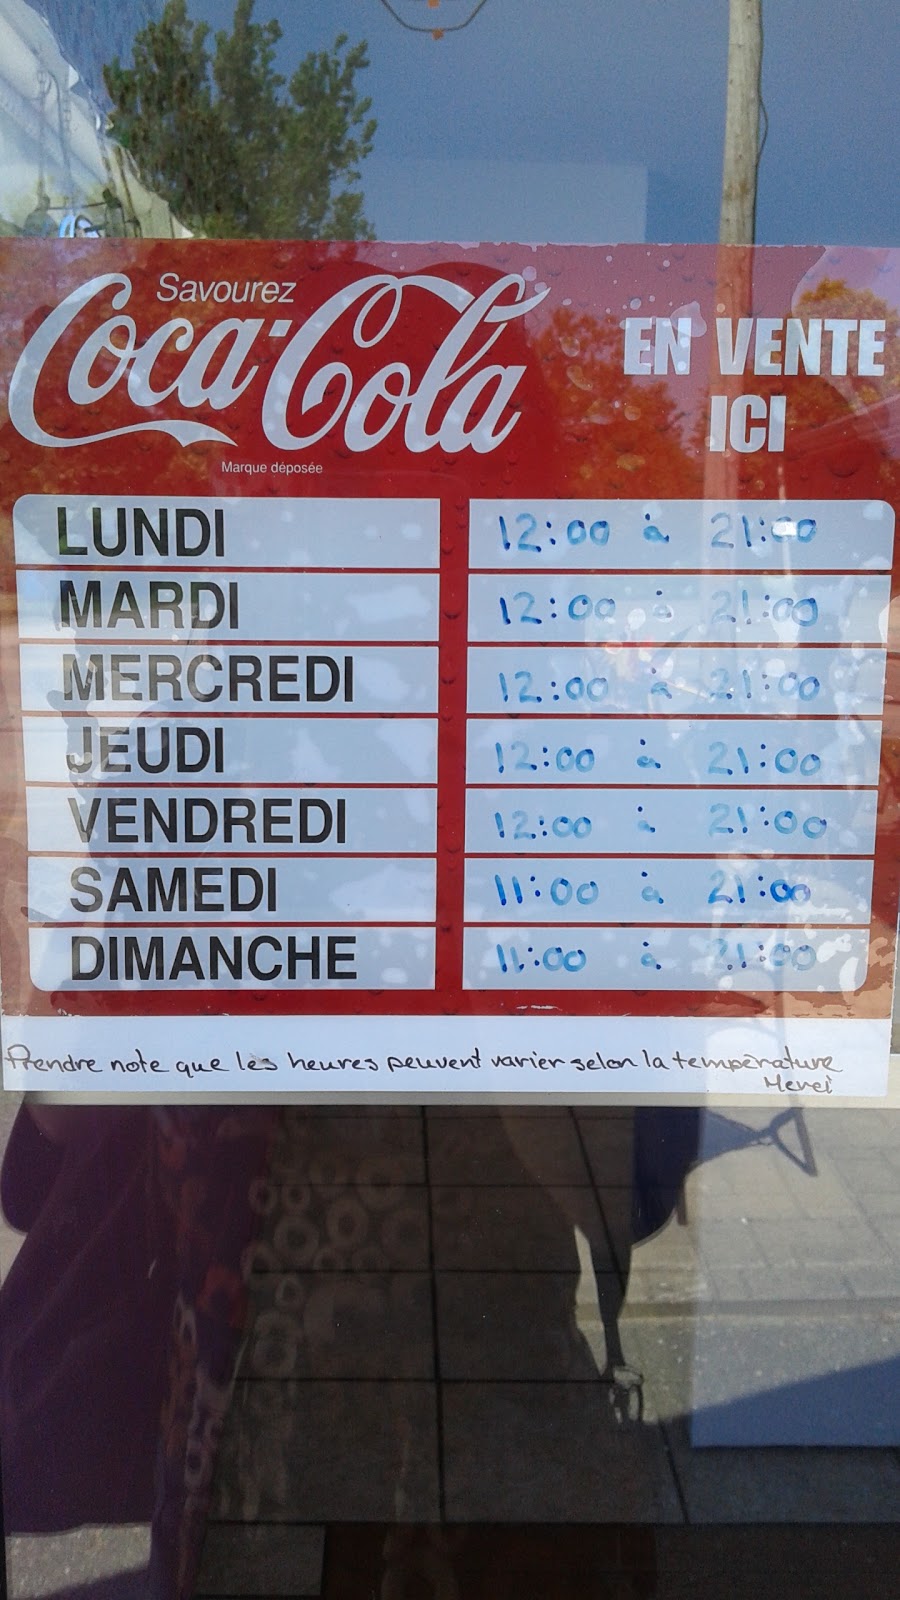 Savourez
Coca-Cola
Marque déposée
EN VENTE
ICI
LUNDI 12:00 à 21:00
MARDI 12:00 à 21:00
MERCREDI 12:00 à 21:00
JEUDI 12:00 à 21:00
VENDREDI 12:00 à 21:00
SAMEDI 11:00 à 21:00
DIMANCHE 11:00 à 21:00
Prendre note que les heures peuvent varier selon la température
Merci